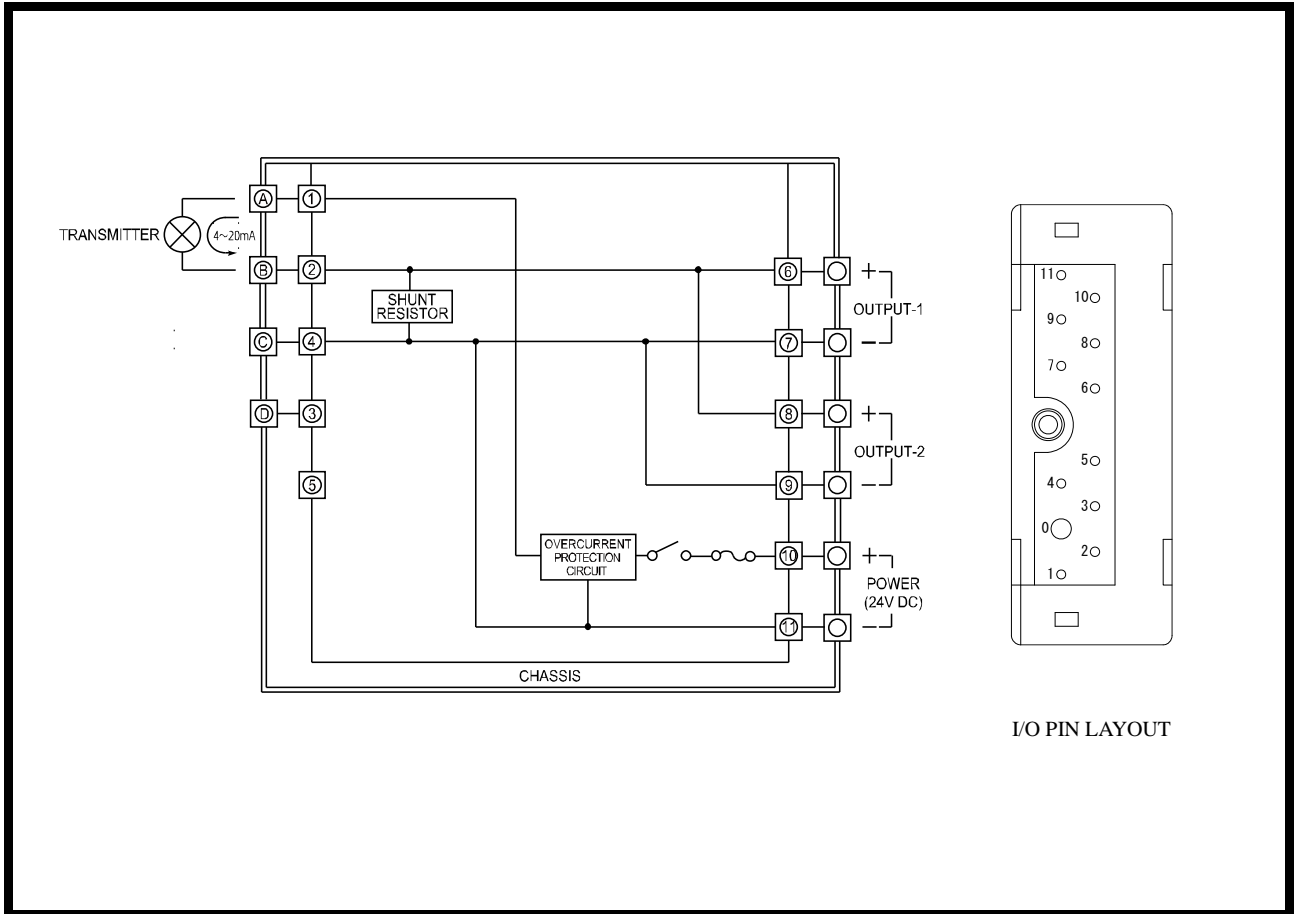 A ①
TRANSMITTER
4~20mA
B ②
SHUNT
RESISTOR
C ④
D ③
⑤
⑥ +
OUTPUT-1
⑦ −
⑧ +
OUTPUT-2
⑨ −
OVERCURRENT
PROTECTION
CIRCUIT
⑩ +
POWER
(24V DC)
⑪ −
CHASSIS
11
10
9
8
7
6
5
4
3
0
2
1
I/O PIN LAYOUT